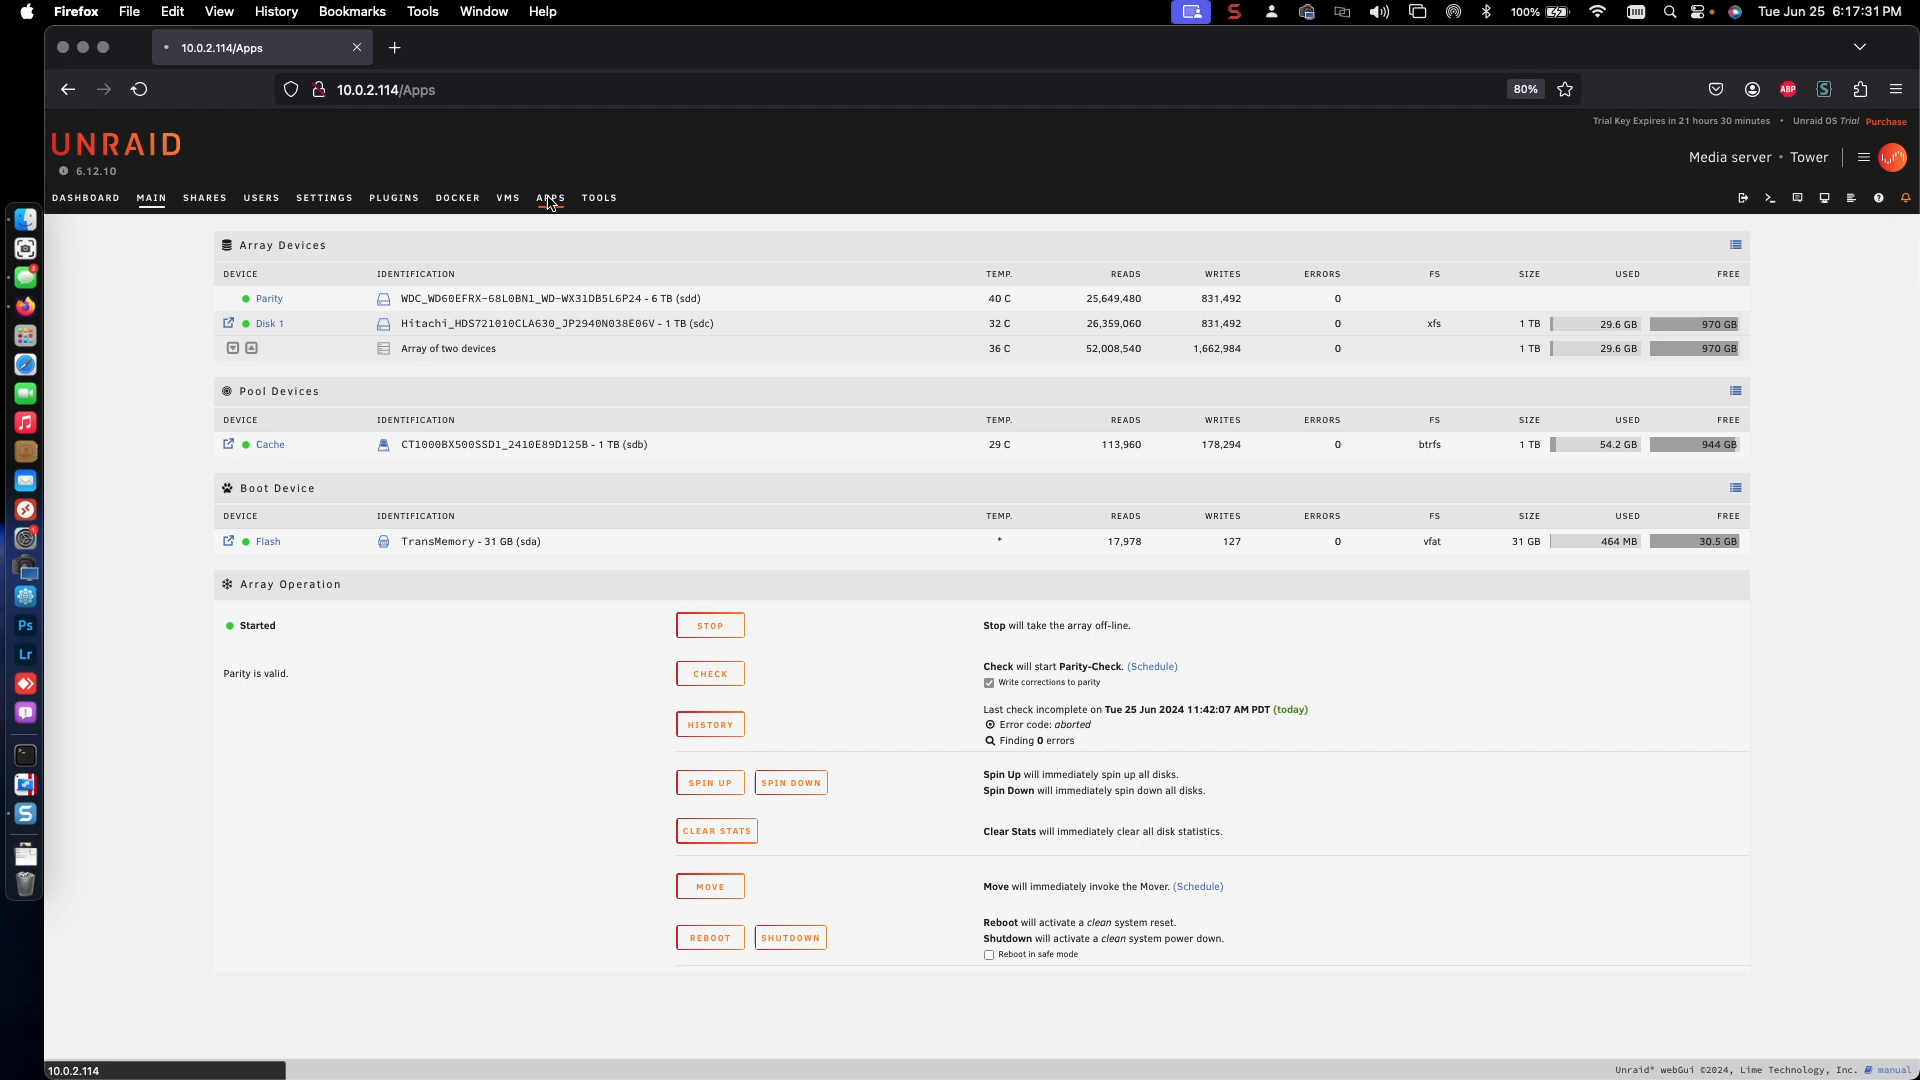 Firefox File Edit View History Bookmarks Tools Window Help 100% Tue Jun 25 6:17:31 PM
10.0.2.114/Apps
10.0.2.114/Apps 80% ABP S
Trial Key Expires in 21 hours 30 minutes • Unraid OS Trial Purchase
UNRAID
6.12.10
Media server • Tower
DASHBOARD MAIN SHARES USERS SETTINGS PLUGINS DOCKER VMS APPS TOOLS
Array Devices
DEVICE IDENTIFICATION TEMP. READS WRITES ERRORS FS SIZE USED FREE
Parity WDC_WD60EFRX-68L0BN1_WD-WX31DB5L6P24 - 6 TB (sdd) 40 C 25,649,480 831,492 0
Disk 1 Hitachi_HDS721010CLA630_JP2940N038E06V - 1 TB (sdc) 32 C 26,359,060 831,492 0 xfs 1 TB 29.6 GB 970 GB
Array of two devices 36 C 52,008,540 1,662,984 0 1 TB 29.6 GB 970 GB
Pool Devices
DEVICE IDENTIFICATION TEMP. READS WRITES ERRORS FS SIZE USED FREE
Cache CT1000BX500SSD1_2410E89D125B - 1 TB (sdb) 29 C 113,960 178,294 0 btrfs 1 TB 54.2 GB 944 GB
Boot Device
DEVICE IDENTIFICATION TEMP. READS WRITES ERRORS FS SIZE USED FREE
Flash TransMemory - 31 GB (sda) * 17,978 127 0 vfat 31 GB 464 MB 30.5 GB
Array Operation
Started STOP Stop will take the array off-line.
Parity is valid. CHECK Check will start Parity-Check. (Schedule)
Write corrections to parity
HISTORY Last check incomplete on Tue 25 Jun 2024 11:42:07 AM PDT (today)
Error code: aborted
Finding 0 errors
SPIN UP SPIN DOWN Spin Up will immediately spin up all disks.
Spin Down will immediately spin down all disks.
CLEAR STATS Clear Stats will immediately clear all disk statistics.
MOVE Move will immediately invoke the Mover. (Schedule)
REBOOT SHUTDOWN Reboot will activate a clean system reset.
Shutdown will activate a clean system power down.
Reboot in safe mode
Ps
Lr
10.0.2.114
Unraid® webGui ©2024, Lime Technology, Inc. manual